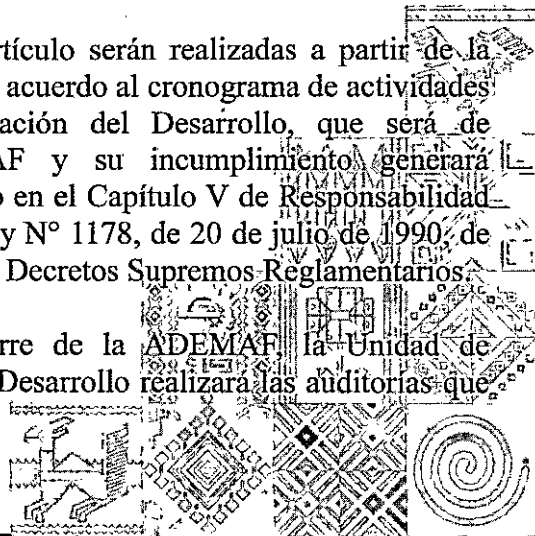 rtículo serán realizadas a partir de la
acuerdo al cronograma de actividades
ación del Desarrollo, que será de
AF y su incumplimiento generará
o en el Capítulo V de Responsabilidad
y N° 1178, de 20 de julio de 1990, de
Decretos Supremos Reglamentarios.
rre de la ADEMAF, la Unidad de
Desarrollo realizará las auditorias que